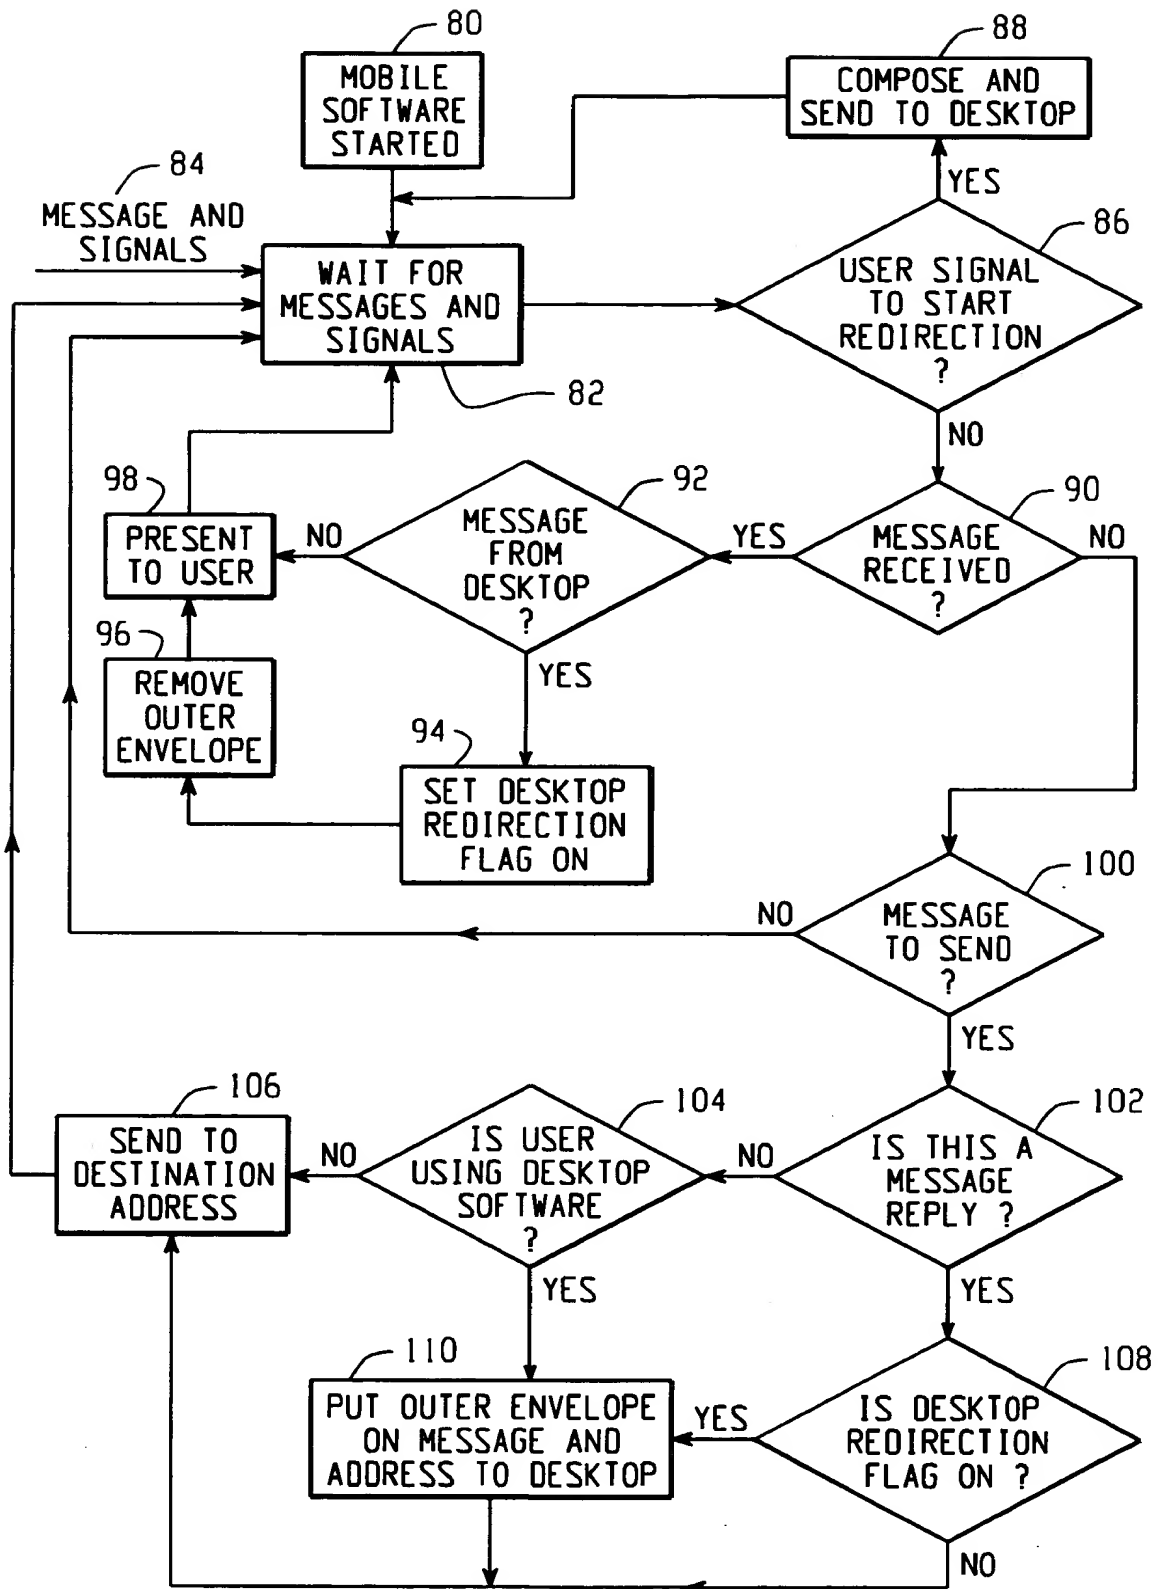 80
MOBILE
SOFTWARE
STARTED
88
COMPOSE AND
SEND TO DESKTOP
YES
84
MESSAGE AND
SIGNALS
WAIT FOR
MESSAGES AND
SIGNALS
82
86
USER SIGNAL
TO START
REDIRECTION
?
NO
98
PRESENT
TO USER
NO
92
MESSAGE
FROM
DESKTOP
?
YES
YES
90
MESSAGE
RECEIVED
?
NO
96
REMOVE
OUTER
ENVELOPE
94
SET DESKTOP
REDIRECTION
FLAG ON
100
MESSAGE
TO SEND
?
NO
YES
106
SEND TO
DESTINATION
ADDRESS
NO
104
IS USER
USING DESKTOP
SOFTWARE
?
YES
NO
102
IS THIS A
MESSAGE
REPLY ?
YES
110
PUT OUTER ENVELOPE
ON MESSAGE AND
ADDRESS TO DESKTOP
YES
108
IS DESKTOP
REDIRECTION
FLAG ON ?
NO